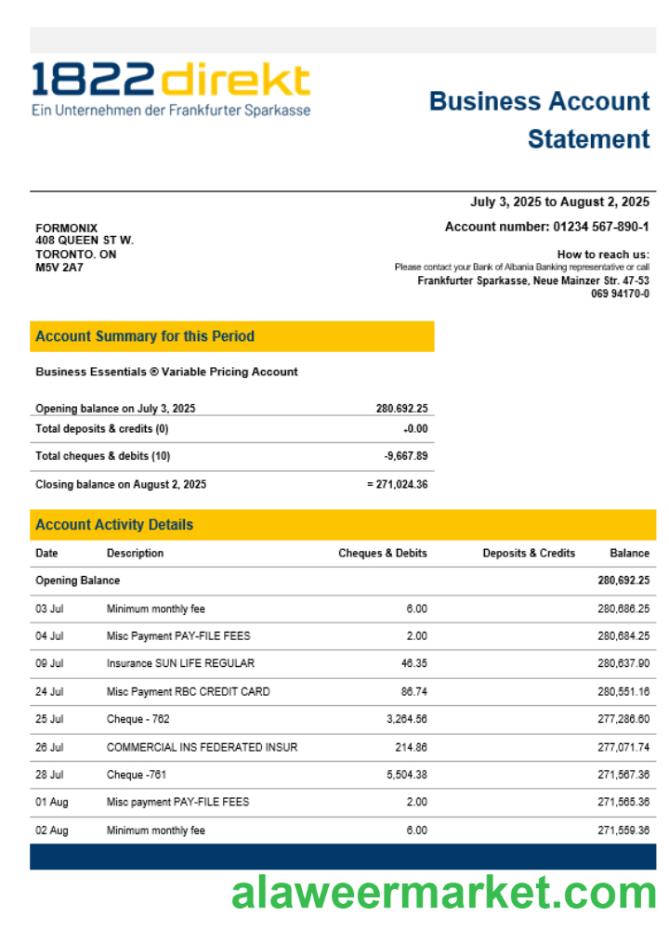 1822direkt
Ein Unternehmen der Frankfurter Sparkasse
Business Account
Statement
July 3, 2025 to August 2, 2025
FORMONIX
408 QUEEN ST W.
TORONTO. ON
M5V 2A7
Account number: 01234 567-890-1
How to reach us:
Please contact your Bank of Albania Banking representative or call
Frankfurter Sparkasse, Neue Mainzer Str. 47-53
069 94170-0
Account Summary for this Period
Business Essentials ® Variable Pricing Account
Opening balance on July 3, 2025 280.692.25
Total deposits & credits (0) -0.00
Total cheques & debits (10) -9,667.89
Closing balance on August 2, 2025 = 271,024.36
Account Activity Details
Date Description Cheques & Debits Deposits & Credits Balance
Opening Balance 280,692.25
03 Jul Minimum monthly fee 6.00 280,686.25
04 Jul Misc Payment PAY-FILE FEES 2.00 280,684.25
09 Jul Insurance SUN LIFE REGULAR 46.35 280,637.90
24 Jul Misc Payment RBC CREDIT CARD 86.74 280,551.16
25 Jul Cheque - 762 3,264.56 277,286.60
26 Jul COMMERCIAL INS FEDERATED INSUR 214.86 277,071.74
28 Jul Cheque -761 5,504.38 271,567.36
01 Aug Misc payment PAY-FILE FEES 2.00 271,565.36
02 Aug Minimum monthly fee 6.00 271,559.36
alaweermarket.com